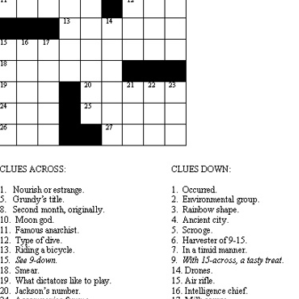 11 12
13 14
15 16 17
18
19 20 21 22 23
24 25
26 27
CLUES ACROSS:
1. Nourish or estrange.
5. Grundy's title.
8. Second month, originally.
10. Moon god.
11. Famous anarchist.
12. Type of dive.
13. Riding a bicycle.
15. See 9-down.
18. Smear.
19. What dictators like to play.
20. Jackson's number.
CLUES DOWN:
1. Occurred.
2. Environmental group.
3. Rainbow shape.
4. Ancient city.
5. Scrooge.
6. Harvester of 9-15.
7. In a timid manner.
9. With 15-across, a tasty treat.
14. Drones.
15. Air rifle.
16. Intelligence chief.